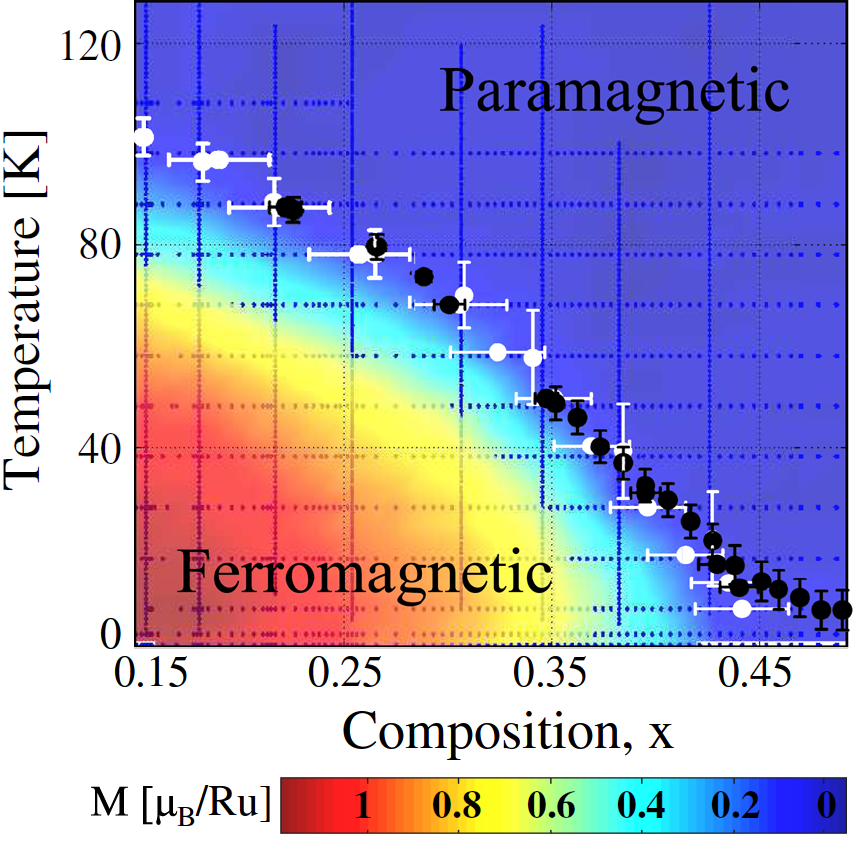 120
80
40
0
Temperature [K]
Paramagnetic
Ferromagnetic
0.15 0.25 0.35 0.45
Composition, x
M [μB/Ru] 1 0.8 0.6 0.4 0.2 0